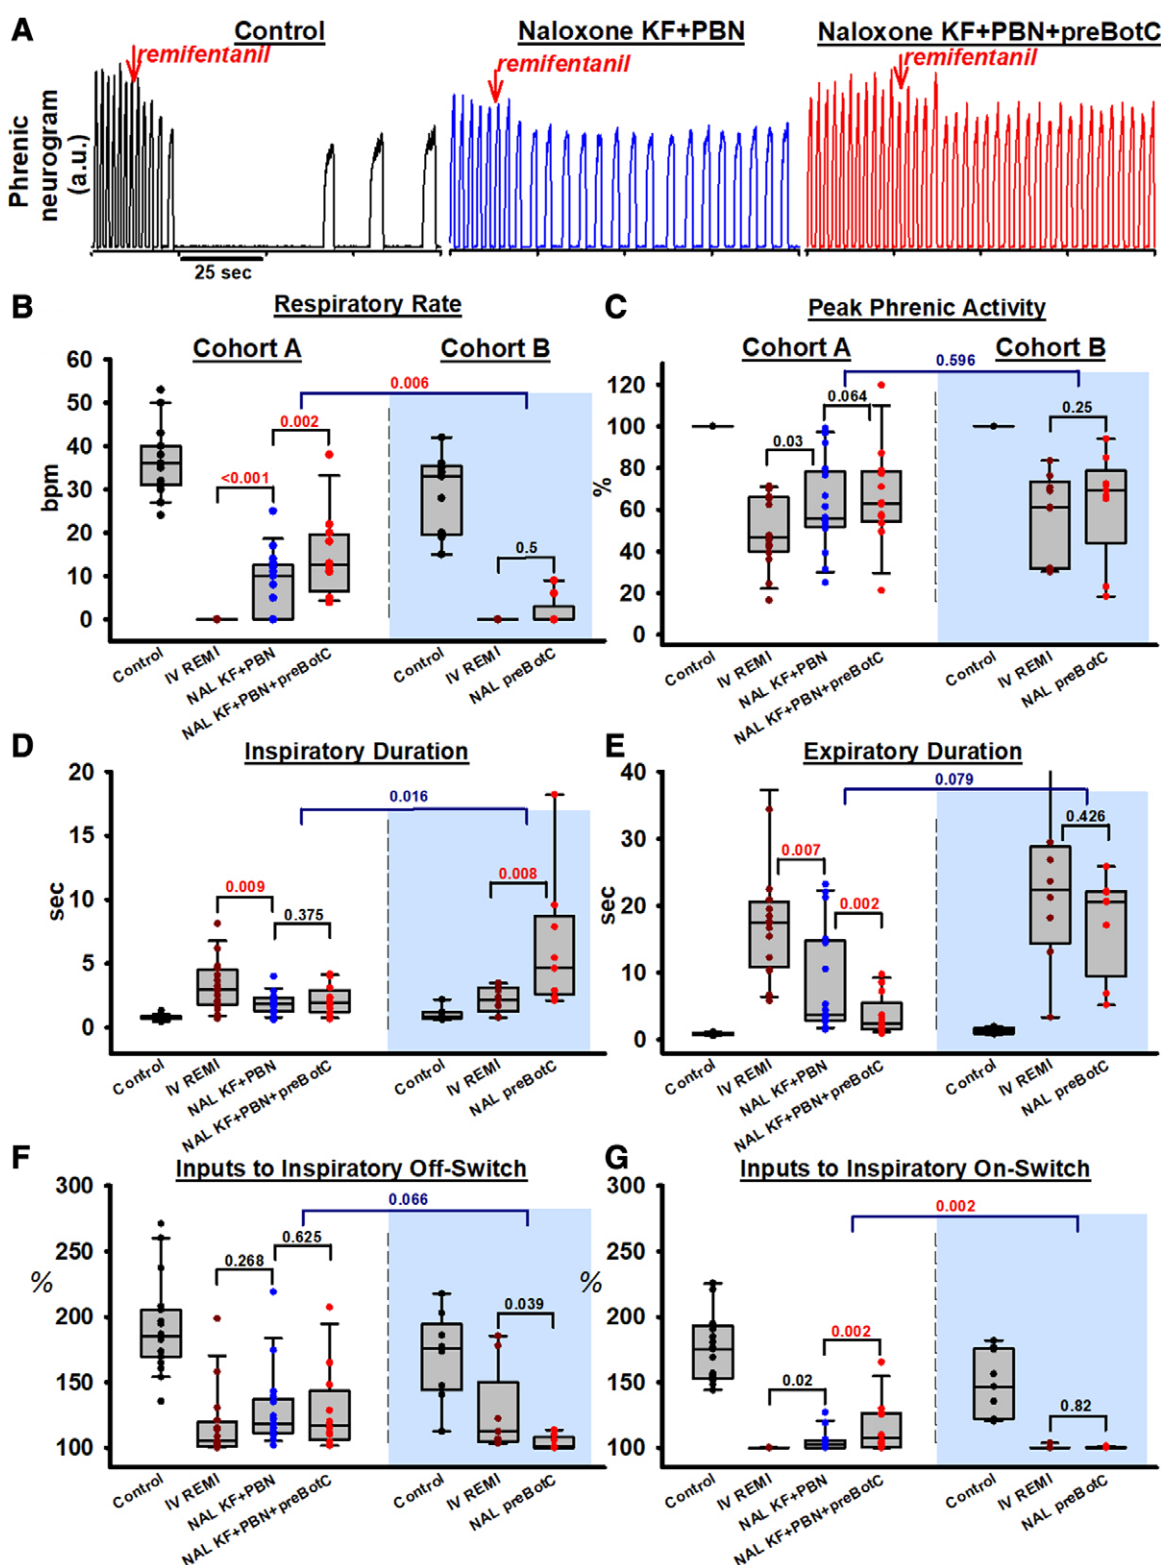 A
Control
Naloxone KF+PBN
Naloxone KF+PBN+preBotC
remifentanil
remifentanil
remifentanil
Phrenic
neurogram
(a.u.)
25 sec
B
Respiratory Rate
Cohort A
Cohort B
bpm
60
50
40
30
20
10
0
<0.001
0.002
0.006
0.5
Control
IV REMI
NAL KF+PBN
NAL KF+PBN+preBotC
Control
IV REMI
NAL preBotC
C
Peak Phrenic Activity
Cohort A
Cohort B
%
120
100
80
60
40
20
0
0.03
0.064
0.596
0.25
Control
IV REMI
NAL KF+PBN
NAL KF+PBN+preBotC
Control
IV REMI
NAL preBotC
D
Inspiratory Duration
sec
20
15
10
5
0
0.009
0.375
0.016
0.008
Control
IV REMI
NAL KF+PBN
NAL KF+PBN+preBotC
Control
IV REMI
NAL preBotC
E
Expiratory Duration
sec
40
30
20
10
0
0.007
0.002
0.079
0.426
Control
IV REMI
NAL KF+PBN
NAL KF+PBN+preBotC
Control
IV REMI
NAL preBotC
F
Inputs to Inspiratory Off-Switch
%
300
250
200
150
100
0.268
0.625
0.066
0.039
Control
IV REMI
NAL KF+PBN
NAL KF+PBN+preBotC
Control
IV REMI
NAL preBotC
G
Inputs to Inspiratory On-Switch
%
300
250
200
150
100
0.02
0.002
0.002
0.82
Control
IV REMI
NAL KF+PBN
NAL KF+PBN+preBotC
Control
IV REMI
NAL preBotC